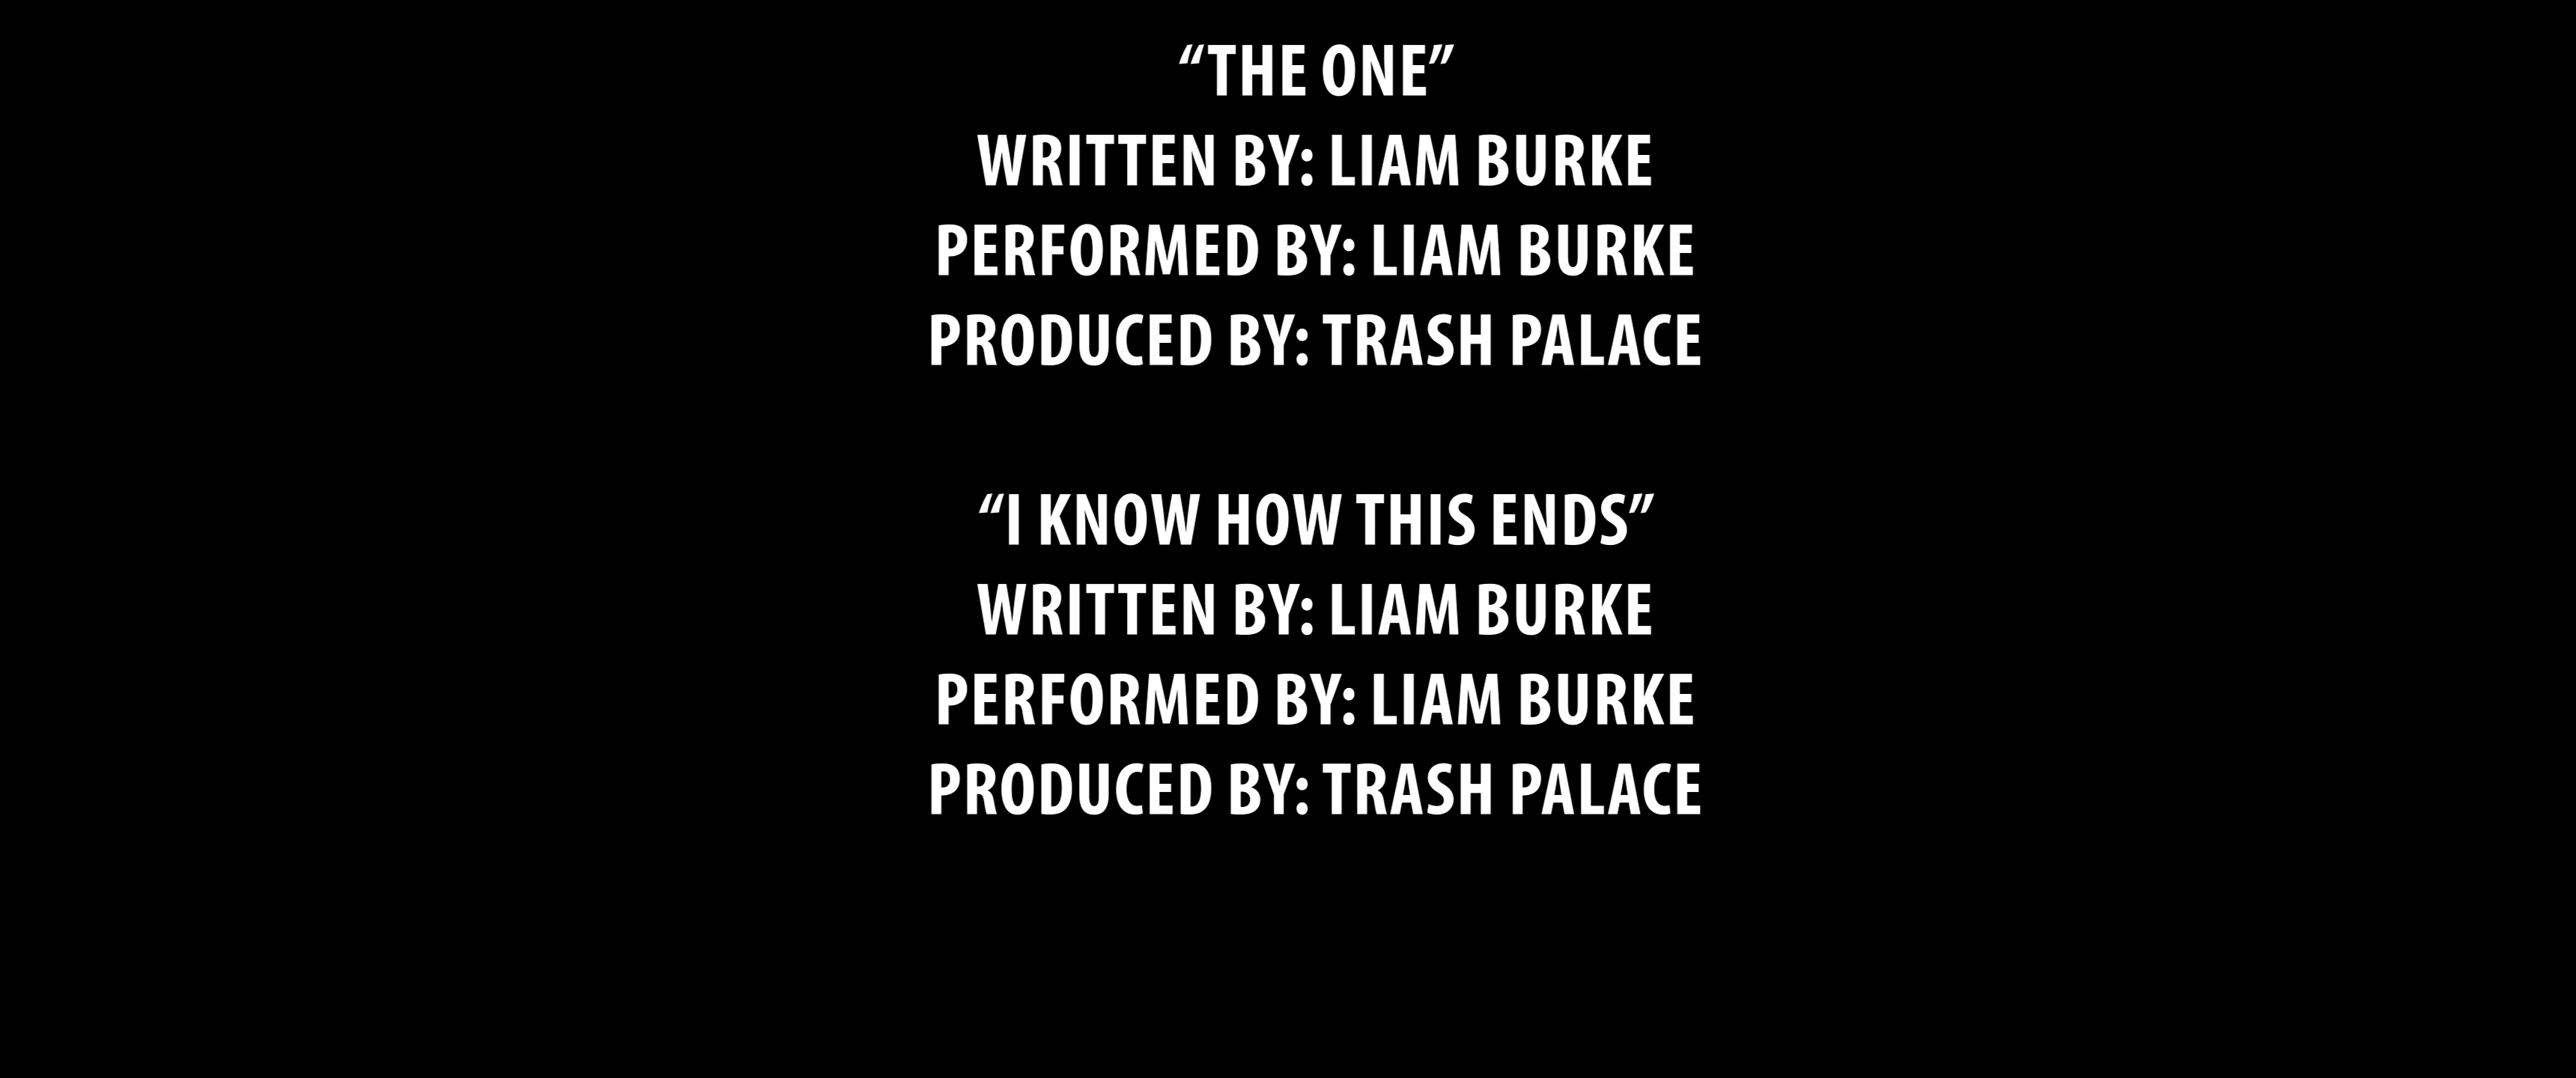 “THE ONE”
WRITTEN BY: LIAM BURKE
PERFORMED BY: LIAM BURKE
PRODUCED BY: TRASH PALACE
“I KNOW HOW THIS ENDS”
WRITTEN BY: LIAM BURKE
PERFORMED BY: LIAM BURKE
PRODUCED BY: TRASH PALACE